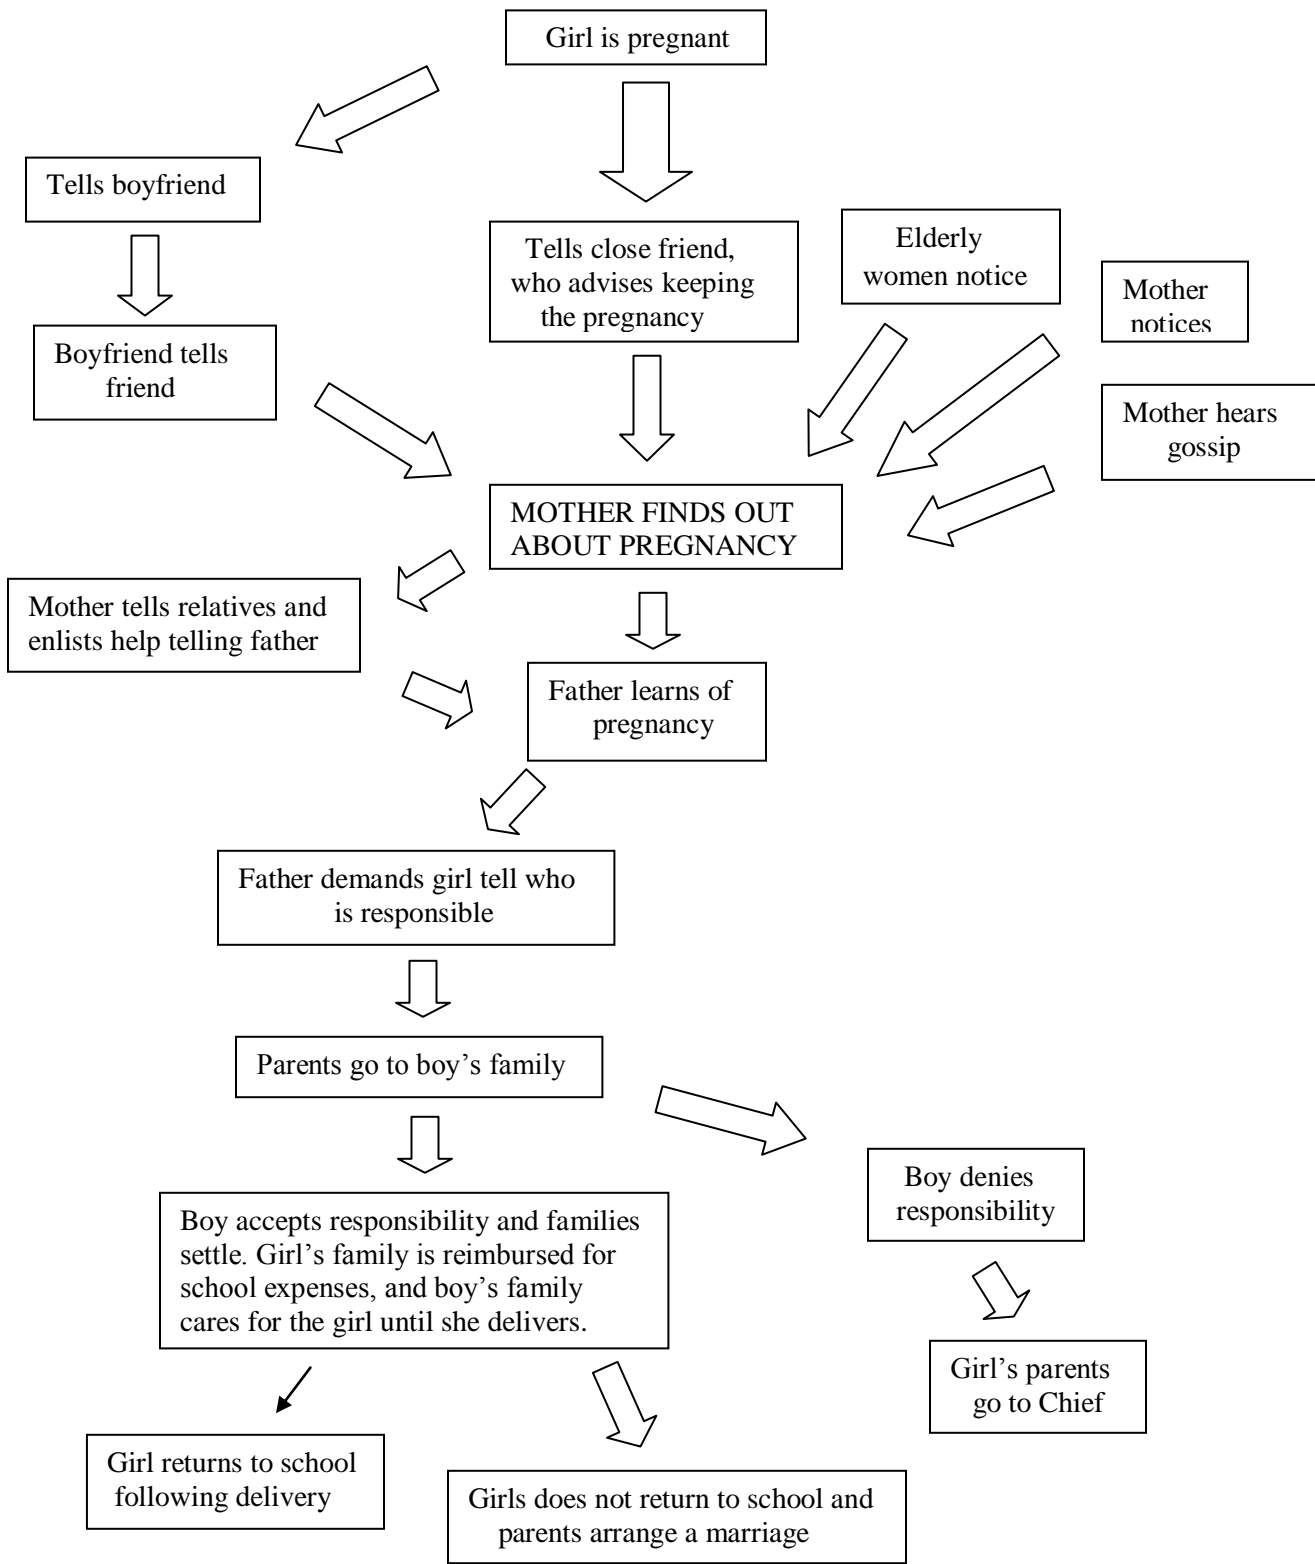 Girl is pregnant
Tells boyfriend
Tells close friend,
who advises keeping
the pregnancy
Elderly
women notice
Mother
notices
Boyfriend tells
friend
Mother hears
gossip
MOTHER FINDS OUT
ABOUT PREGNANCY
Mother tells relatives and
enlists help telling father
Father learns of
pregnancy
Father demands girl tell who
is responsible
Parents go to boy’s family
Boy denies
responsibility
Boy accepts responsibility and families
settle. Girl’s family is reimbursed for
school expenses, and boy’s family
cares for the girl until she delivers.
Girl’s parents
go to Chief
Girl returns to school
following delivery
Girls does not return to school and
parents arrange a marriage